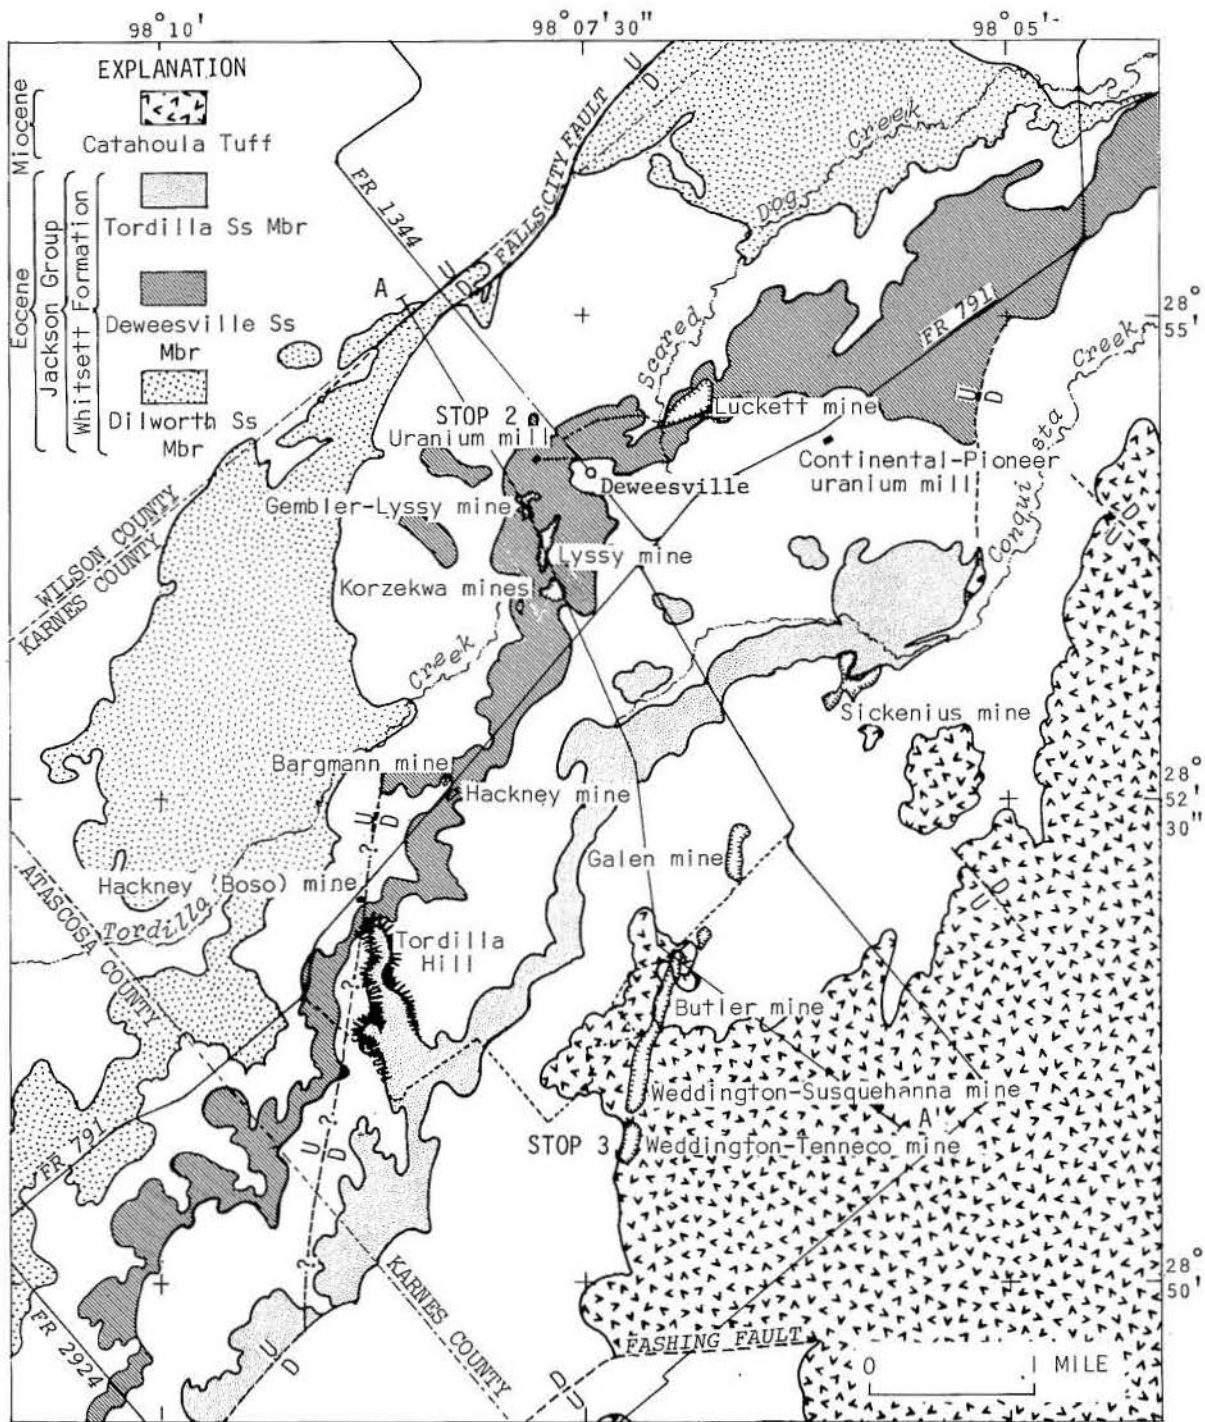 98°10'
98°07'30"
98°05'
EXPLANATION
Miocene
Catahoula Tuff
Eocene
Jackson Group
Whitsett Formation
Tordilla Ss Mbr
Deweesville Ss
Mbr
Dilworth Ss
Mbr
FR 1344
U
D
FALLS CITY FAULT
U
D
A
Scared
Dog
Creek
FR 791
28°
55'
Conquista
Creek
U
D
STOP 2
Uranium mill
Luckett mine
Continental-Pioneer
uranium mill
Deweesville
Gembler-Lyssy mine
Lyssy mine
Korzekwa mines
WILSON COUNTY
KARNES COUNTY
D
U
Creek
Sickenius mine
Bargmann mine
Hackney mine
28°
52'
30"
U
D
?
Galen mine
Hackney (Boso) mine
Tordilla
ATASCOSA COUNTY
D
U
Tordilla
Hill
?
?
Butler mine
Weddington-Susquehanna mine
A'
STOP 3
Weddington-Tenneco mine
FR 791
U
D
?
?
28°
50'
KARNES COUNTY
FR 2924
U
D
FASHING FAULT
D
U
D
U
0
1 MILE